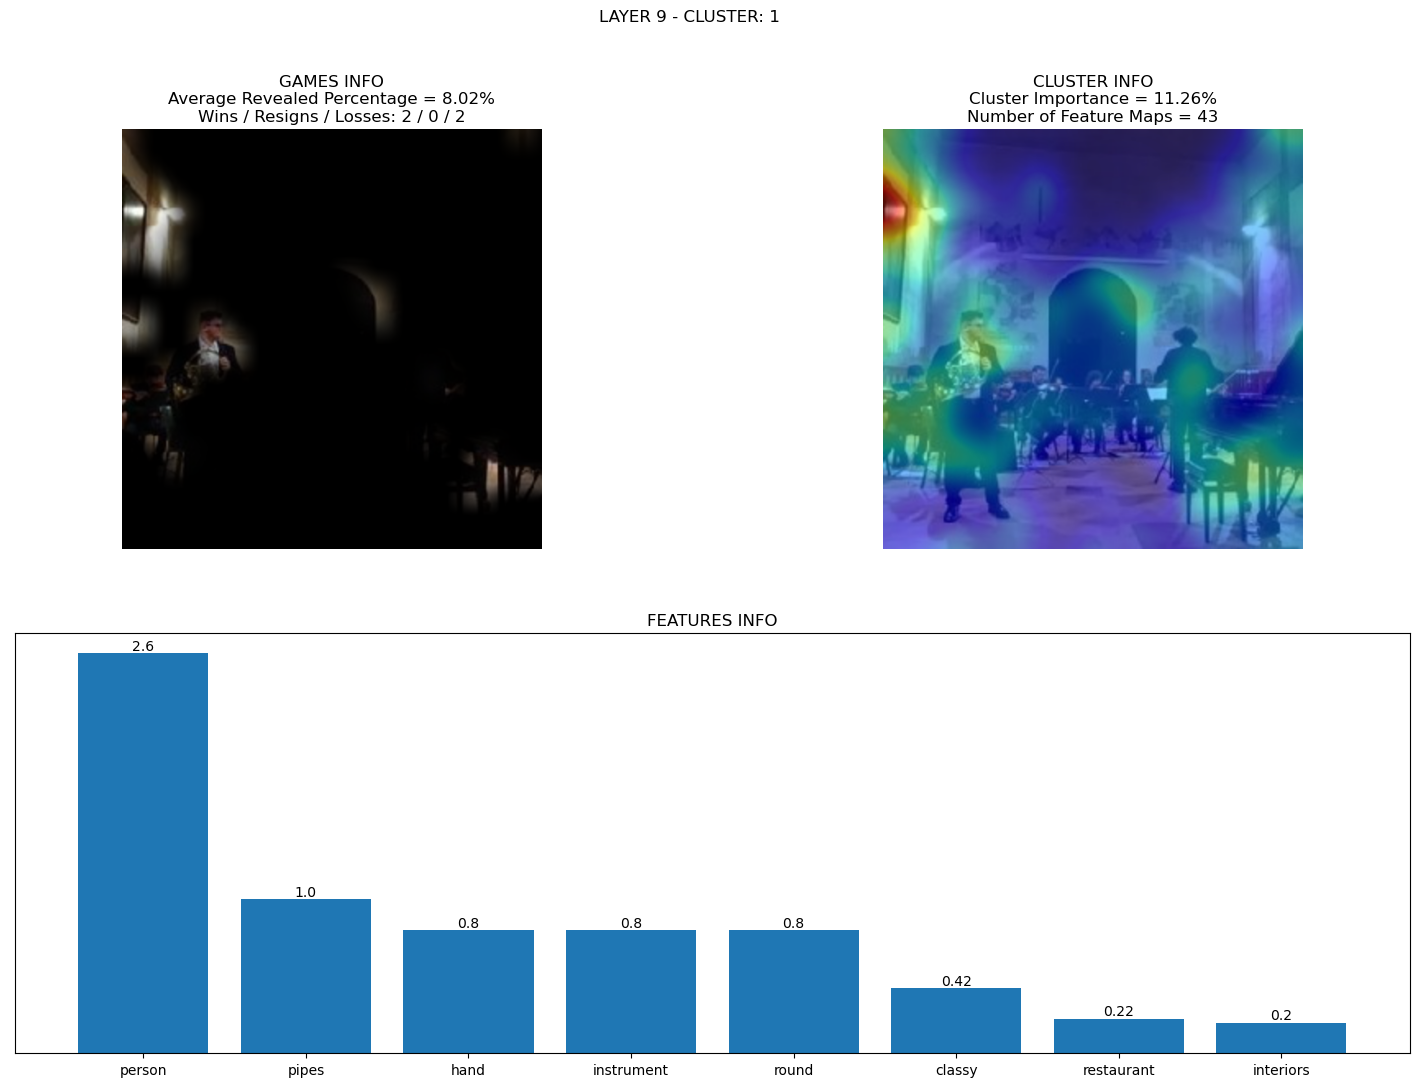 LAYER 9 - CLUSTER: 1
GAMES INFO
Average Revealed Percentage = 8.02%
Wins / Resigns / Losses: 2 / 0 / 2
CLUSTER INFO
Cluster Importance = 11.26%
Number of Feature Maps = 43
FEATURES INFO
2.6
1.0
0.8
0.8
0.8
0.42
0.22
0.2
person
pipes
hand
instrument
round
classy
restaurant
interiors